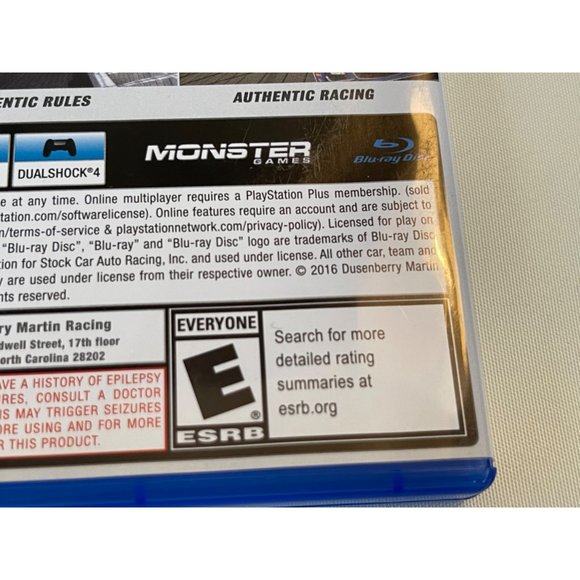 ENTIC RULES
AUTHENTIC RACING
DUALSHOCK®4
MONSTER
GAMES
Blu-ray Disc
e at any time. Online multiplayer requires a PlayStation Plus membership. (sold
tation.com/softwarelicense). Online features require an account and are subject to
n/terms-of-service & playstationnetwork.com/privacy-policy). Licensed for play on
"Blu-ray Disc", "Blu-ray" and "Blu-ray Disc" logo are trademarks of Blu-ray Disc
tion for Stock Car Auto Racing, Inc. and used under license. All other car, team and
y are used under license from their respective owner. © 2016 Dusenberry Martin
hts reserved.
ry Martin Racing
dwell Street, 17th floor
orth Carolina 28202
AVE A HISTORY OF EPILEPSY
RES, CONSULT A DOCTOR
IS MAY TRIGGER SEIZURES
ORE USING AND FOR MORE
R THIS PRODUCT.
EVERYONE
E
®
ESRB
Search for more
detailed rating
summaries at
esrb.org